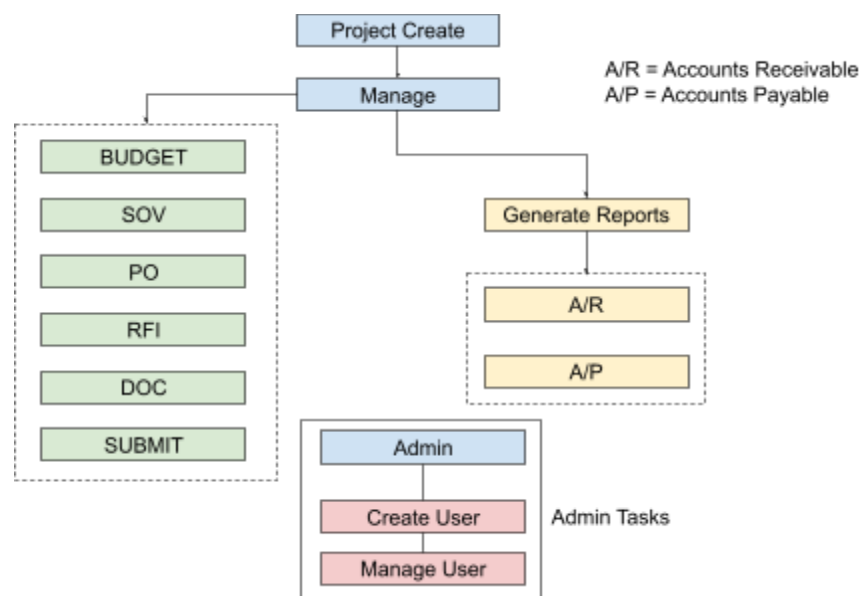 Project Create
A/R = Accounts Receivable
A/P = Accounts Payable
Manage
BUDGET
SOV
PO
RFI
DOC
SUBMIT
Generate Reports
A/R
A/P
Admin
Create User
Manage User
Admin Tasks